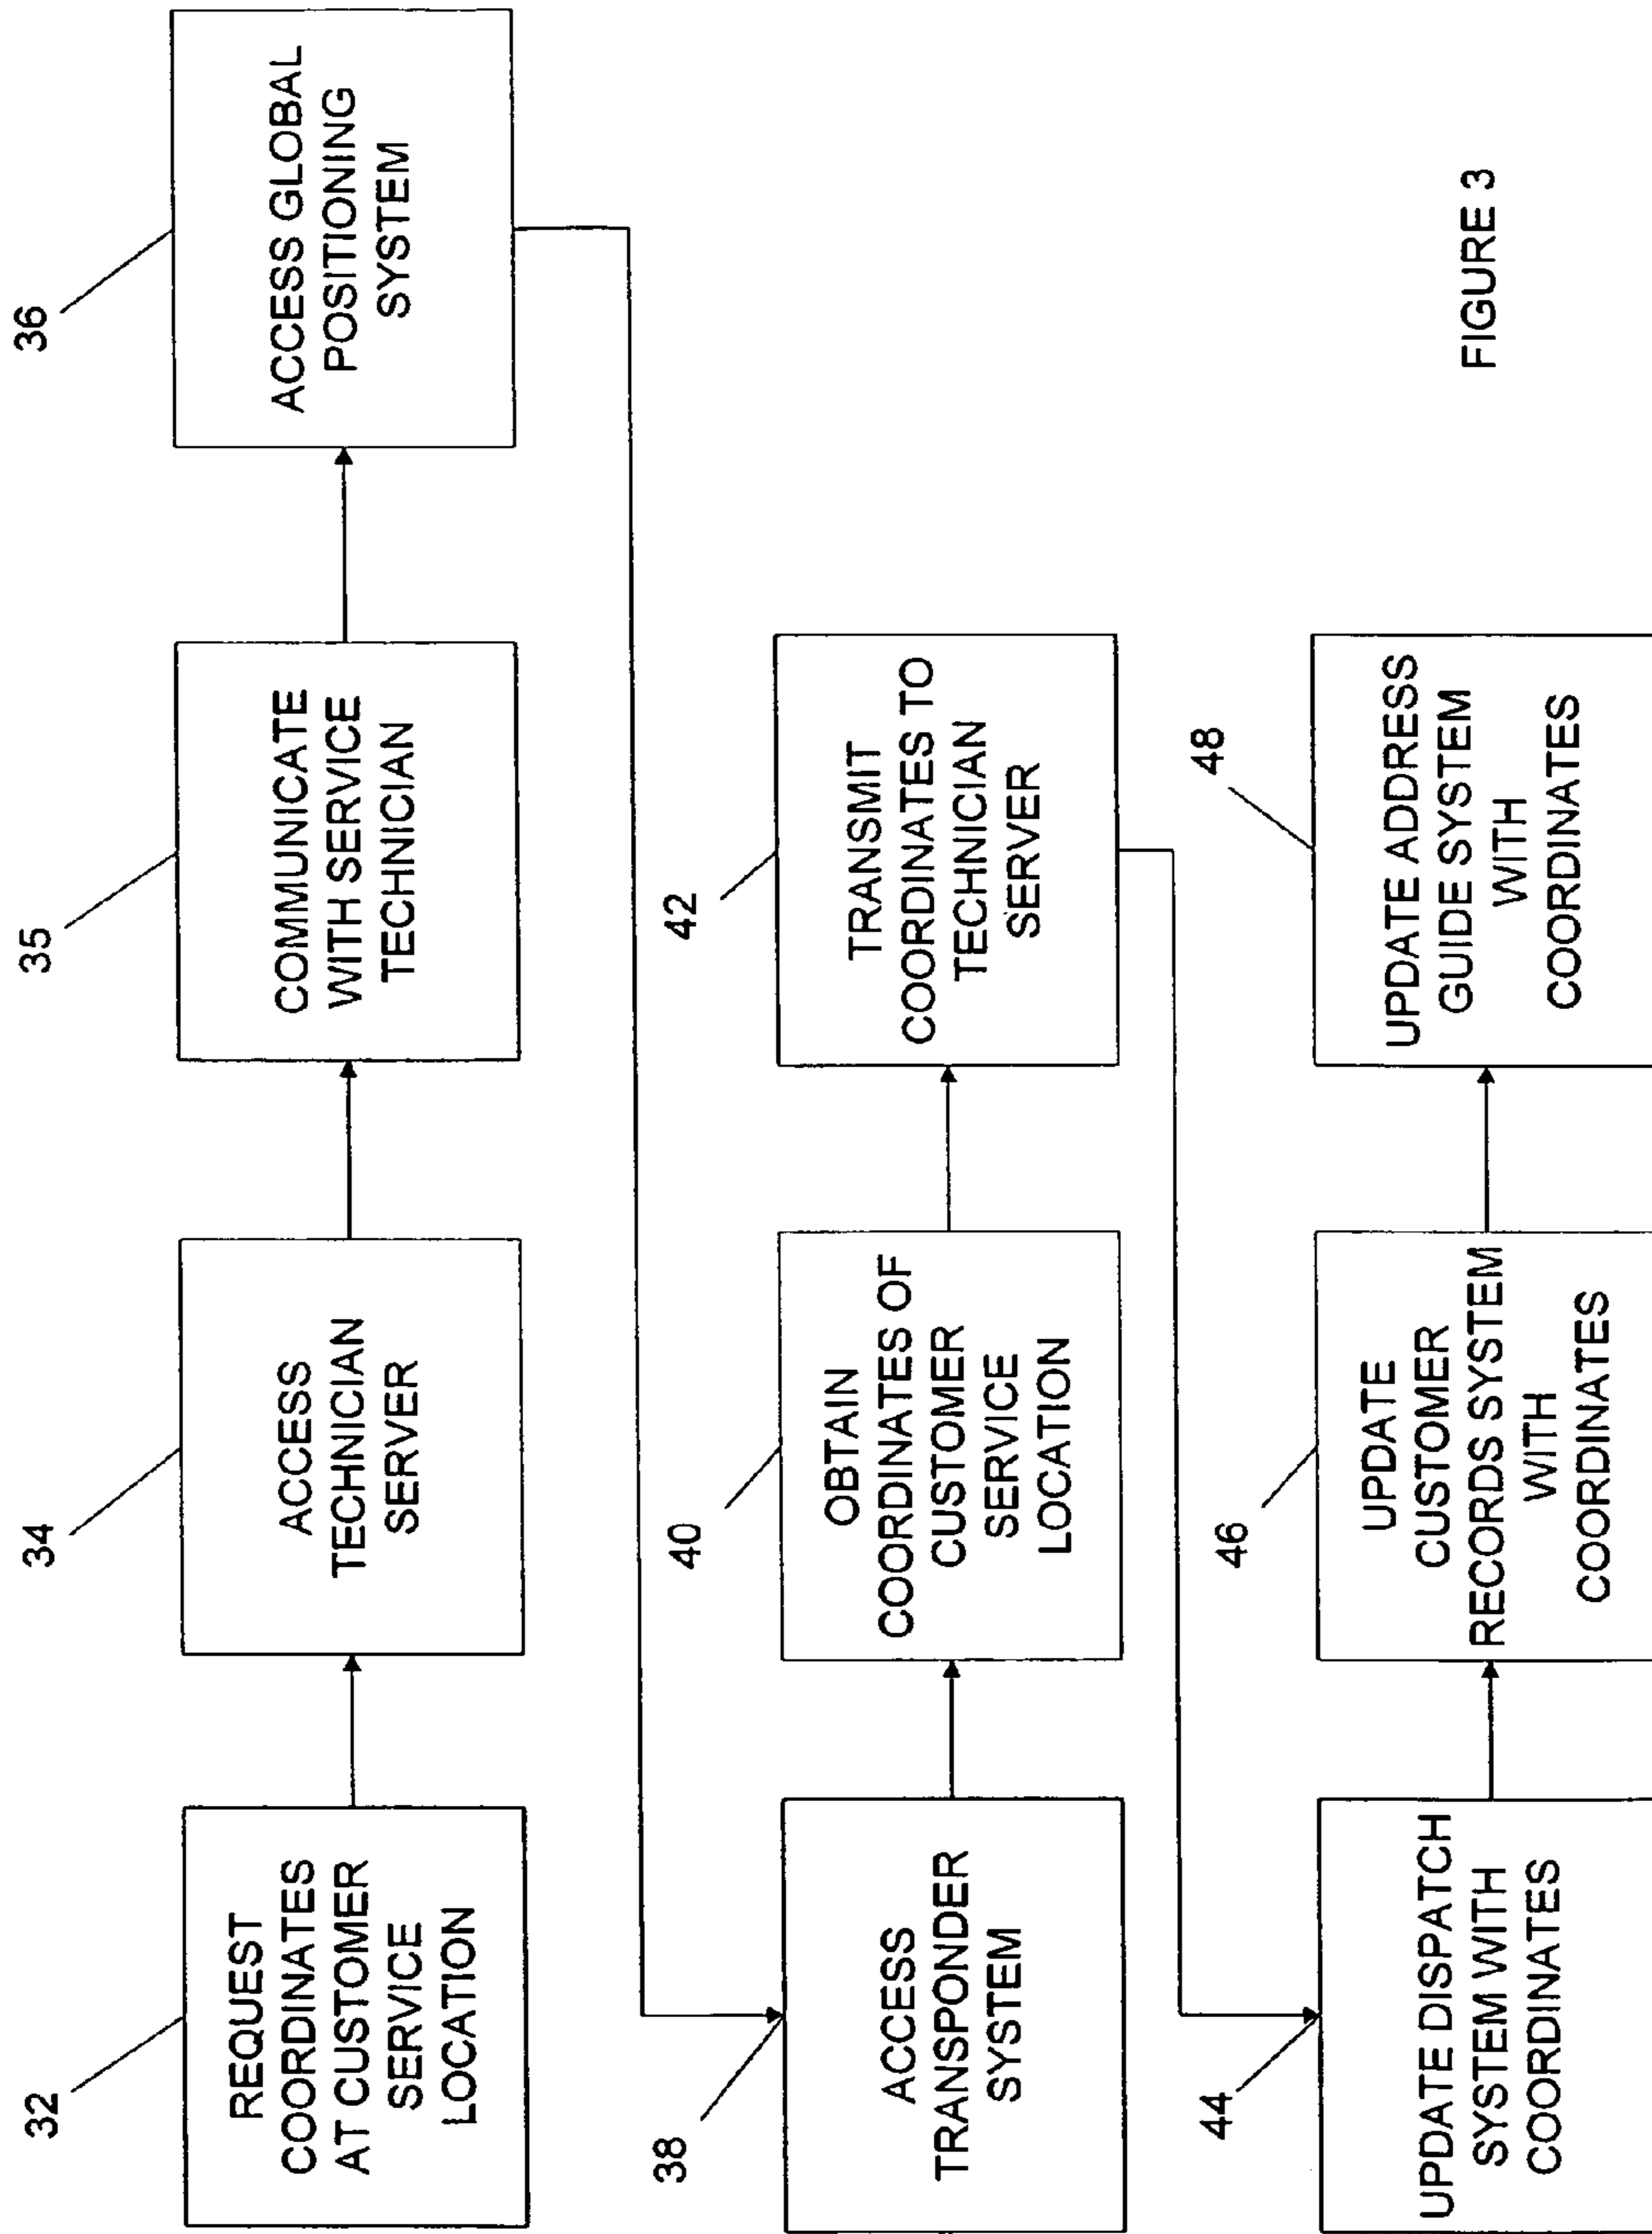 32
REQUEST
COORDINATES
AT CUSTOMER
SERVICE
LOCATION
34
ACCESS
TECHNICIAN
SERVER
35
COMMUNICATE
WITH SERVICE
TECHNICIAN
36
ACCESS GLOBAL
POSITIONING
SYSTEM
38
ACCESS
TRANSPONDER
SYSTEM
40
OBTAIN
COORDINATES OF
CUSTOMER
SERVICE
LOCATION
42
TRANSMIT
COORDINATES TO
TECHNICIAN
SERVER
44
UPDATE DISPATCH
SYSTEM WITH
COORDINATES
46
UPDATE
CUSTOMER
RECORDS SYSTEM
WITH
COORDINATES
48
UPDATE ADDRESS
GUIDE SYSTEM
WITH
COORDINATES
FIGURE 3